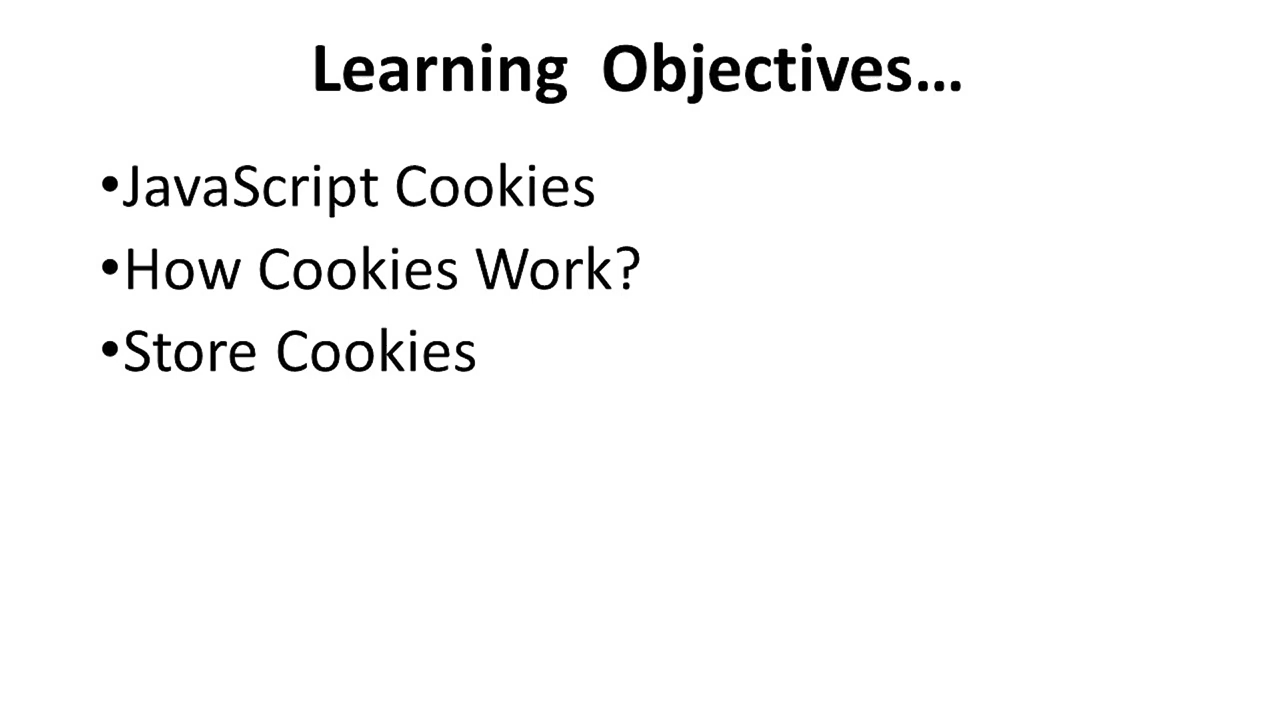 Learning  Objectives…
•JavaScript Cookies
•How Cookies Work?
•Store Cookies